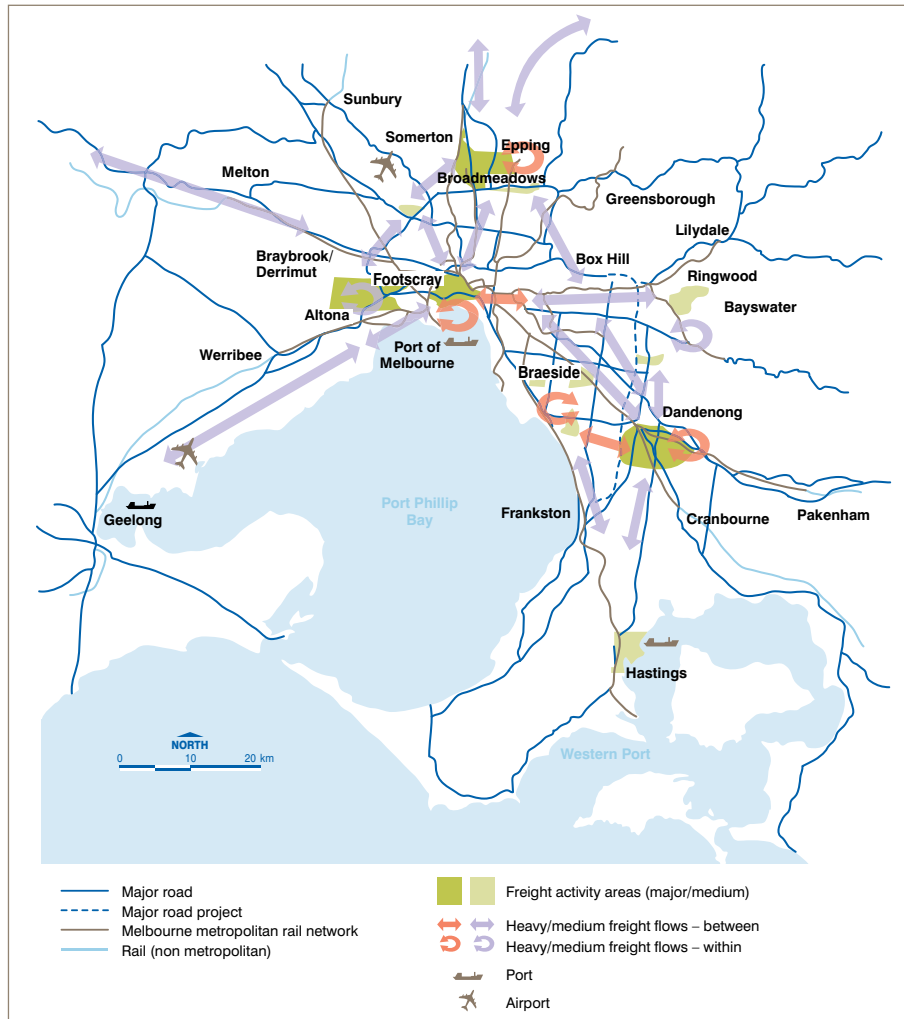 Sunbury
Somerton
Epping
Melton
Broadmeadows
Greensborough
Lilydale
Braybrook/
Derrimut
Box Hill
Footscray
Ringwood
Bayswater
Altona
Werribee
Port of
Melbourne
Braeside
Dandenong
Geelong
Port Phillip
Bay
Frankston
Cranbourne
Pakenham
Hastings
NORTH
0 10 20 km
Western Port
Major road
Major road project
Melbourne metropolitan rail network
Rail (non metropolitan)
Freight activity areas (major/medium)
Heavy/medium freight flows – between
Heavy/medium freight flows – within
Port
Airport